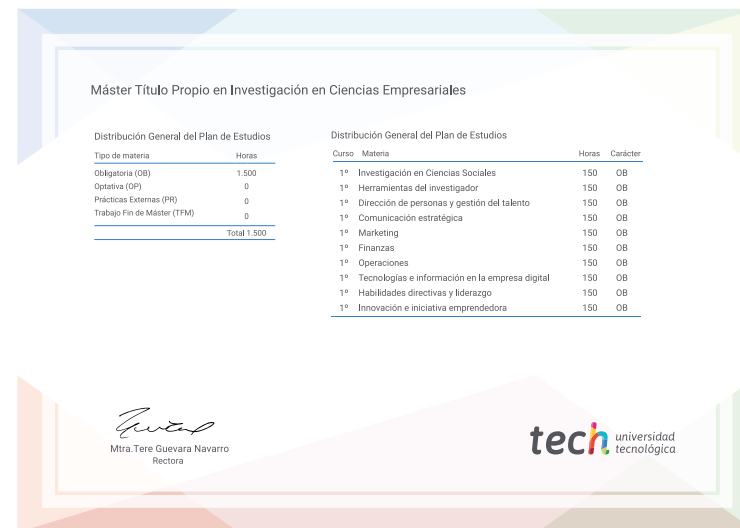 Máster Título Propio en Investigación en Ciencias Empresariales
Distribución General del Plan de Estudios
Tipo de materia Horas
Obligatoria (OB) 1.500
Optativa (OP) 0
Prácticas Externas (PR) 0
Trabajo Fin de Máster (TFM) 0
Total 1.500
Distribución General del Plan de Estudios
Curso Materia Horas Carácter
1º Investigación en Ciencias Sociales 150 OB
1º Herramientas del investigador 150 OB
1º Dirección de personas y gestión del talento 150 OB
1º Comunicación estratégica 150 OB
1º Marketing 150 OB
1º Finanzas 150 OB
1º Operaciones 150 OB
1º Tecnologías e información en la empresa digital 150 OB
1º Habilidades directivas y liderazgo 150 OB
1º Innovación e iniciativa emprendedora 150 OB
Mtra.Tere Guevara Navarro
Rectora
tech universidad
tecnológica